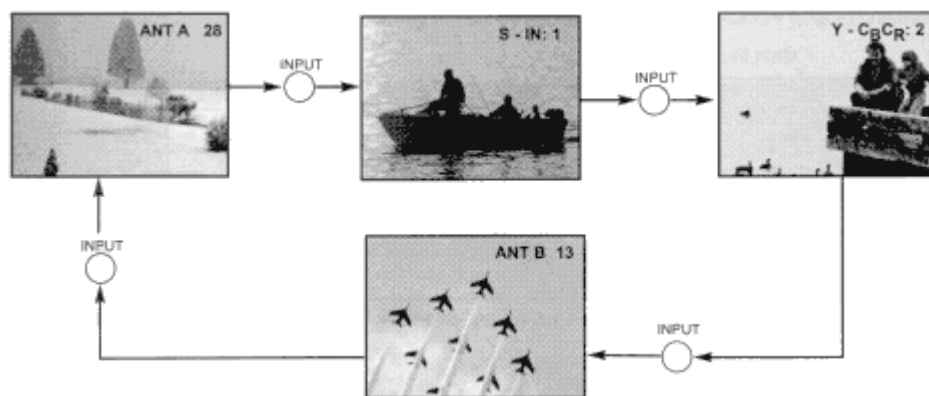 ANT A 28
INPUT
S - IN: 1
INPUT
Y - CBCR: 2
INPUT
ANT B 13
INPUT